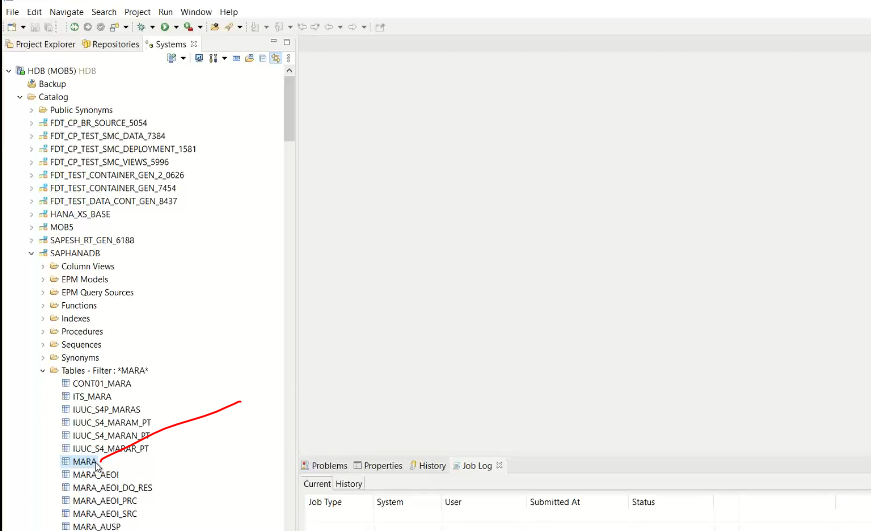 File Edit Navigate Search Project Run Window Help
Project Explorer Repositories Systems
HDB (MOB5) HDB
Backup
Catalog
Public Synonyms
FDT_CP_BR_SOURCE_5054
FDT_CP_TEST_SMC_DATA_7384
FDT_CP_TEST_SMC_DEPLOYMENT_1581
FDT_CP_TEST_SMC_VIEWS_5996
FDT_TEST_CONTAINER_GEN_2_0626
FDT_TEST_CONTAINER_GEN_7454
FDT_TEST_DATA_CONT_GEN_8437
HANA_XS_BASE
MOB5
SAPESH_RT_GEN_6188
SAPHANADB
Column Views
EPM Models
EPM Query Sources
Functions
Indexes
Procedures
Sequences
Synonyms
Tables - Filter : *MARA*
CONT01_MARA
ITS_MARA
IUUC_S4P_MARAS
IUUC_S4_MARAM_PT
IUUC_S4_MARAN_PT
IUUC_S4_MARAR_PT
MARA
MARA_AEOI
MARA_AEOI_DQ_RES
MARA_AEOI_PRC
MARA_AEOI_SRC
MARA_AUSP
Problems Properties History Job Log
Current History
Job Type System User Submitted At Status